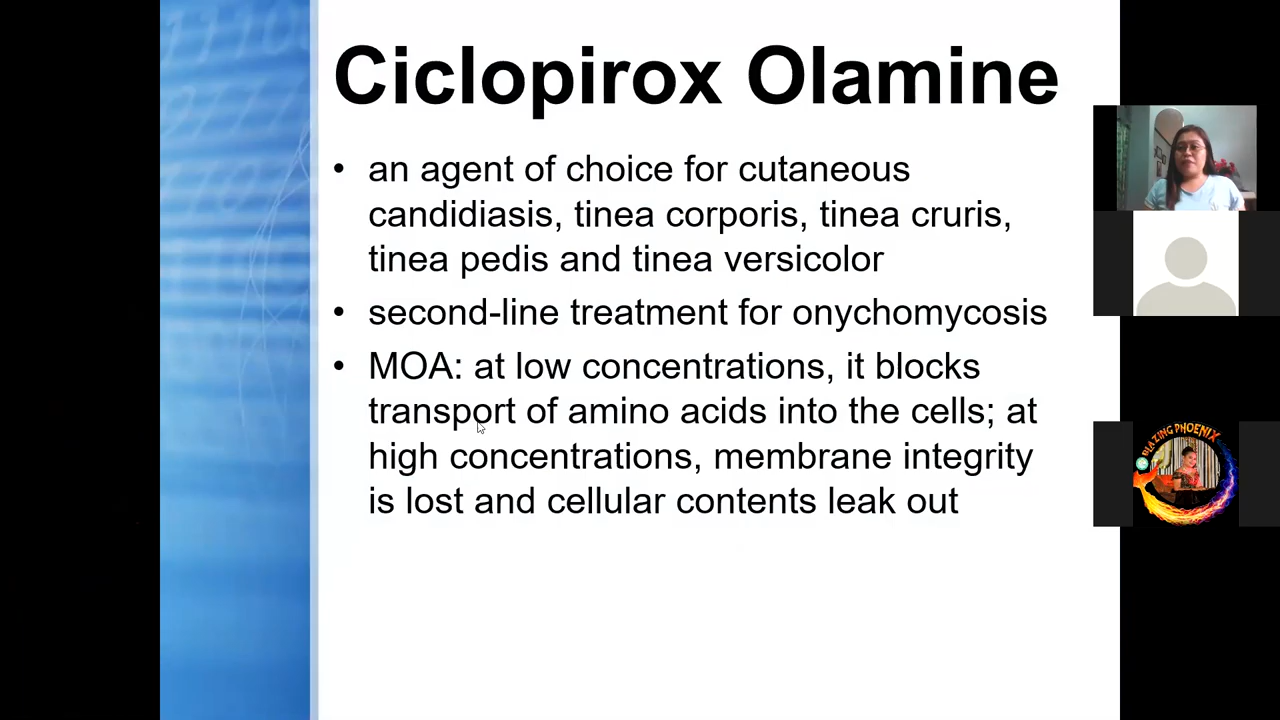 Ciclopirox Olamine
• an agent of choice for cutaneous
candidiasis, tinea corporis, tinea cruris,
tinea pedis and tinea versicolor
• second-line treatment for onychomycosis
• MOA: at low concentrations, it blocks
transport of amino acids into the cells; at
high concentrations, membrane integrity
is lost and cellular contents leak out
BLAZING PHOENIX